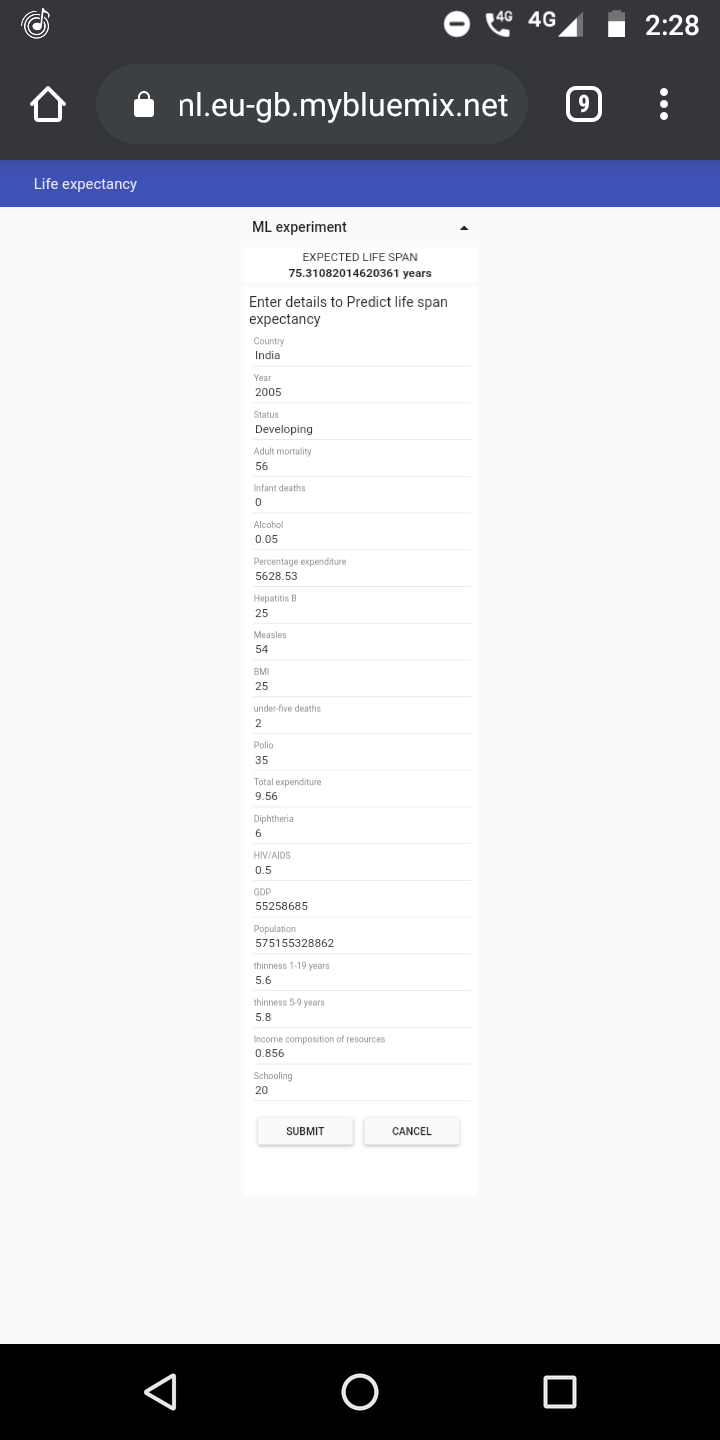 4G 4G 2:28
nl.eu-gb.mybluemix.net 9
Life expectancy
ML experiment
EXPECTED LIFE SPAN
75.31082014620361 years
Enter details to Predict life span
expectancy
Country
India
Year
2005
Status
Developing
Adult mortality
56
Infant deaths
0
Alcohol
0.05
Percentage expenditure
5628.53
Hepatitis B
25
Measles
54
BMI
25
under-five deaths
2
Polio
35
Total expenditure
9.56
Diphtheria
6
HIV/AIDS
0.5
GDP
55258685
Population
575155328862
thinness 1-19 years
5.6
thinness 5-9 years
5.8
Income composition of resources
0.856
Schooling
20
SUBMIT CANCEL